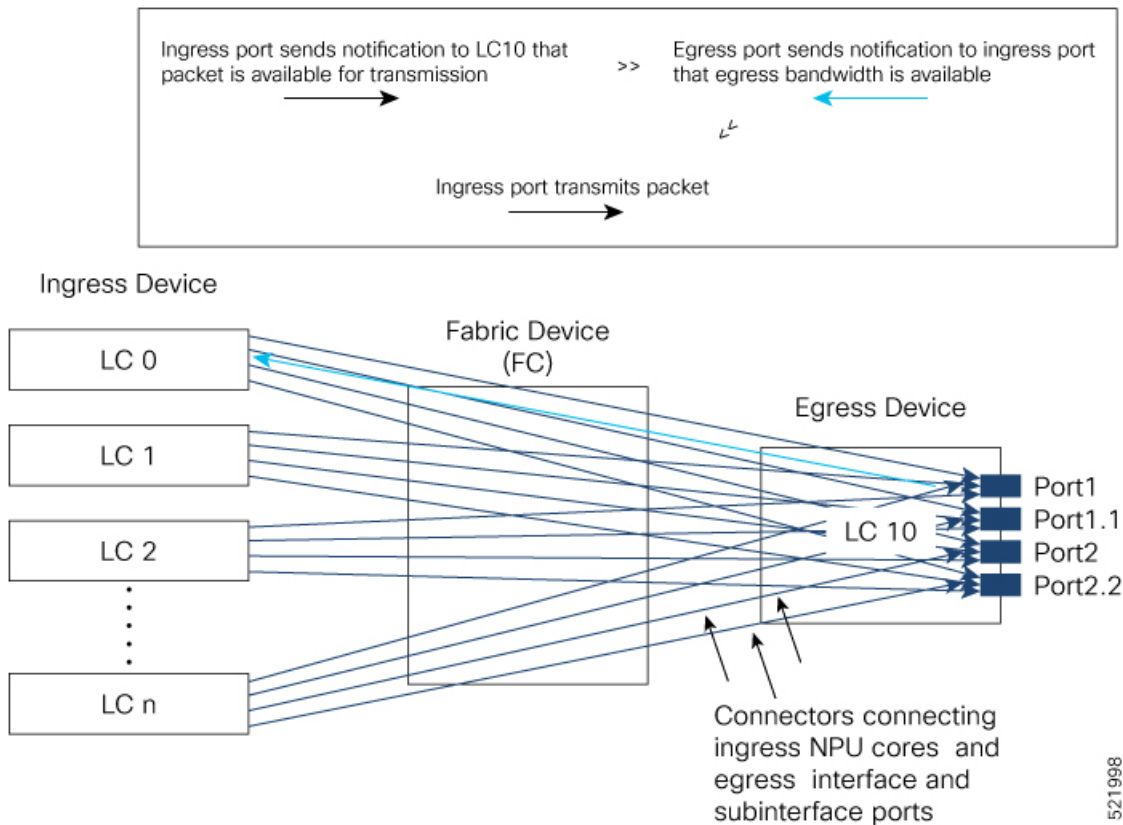 Ingress port sends notification to LC10 that
packet is available for transmission
>>
Egress port sends notification to ingress port
that egress bandwidth is available
>>
Ingress port transmits packet
Ingress Device
LC 0
LC 1
LC 2
LC n
Fabric Device
(FC)
Egress Device
LC 10
Port1
Port1.1
Port2
Port2.2
Connectors connecting
ingress NPU cores and
egress interface and
subinterface ports
521998